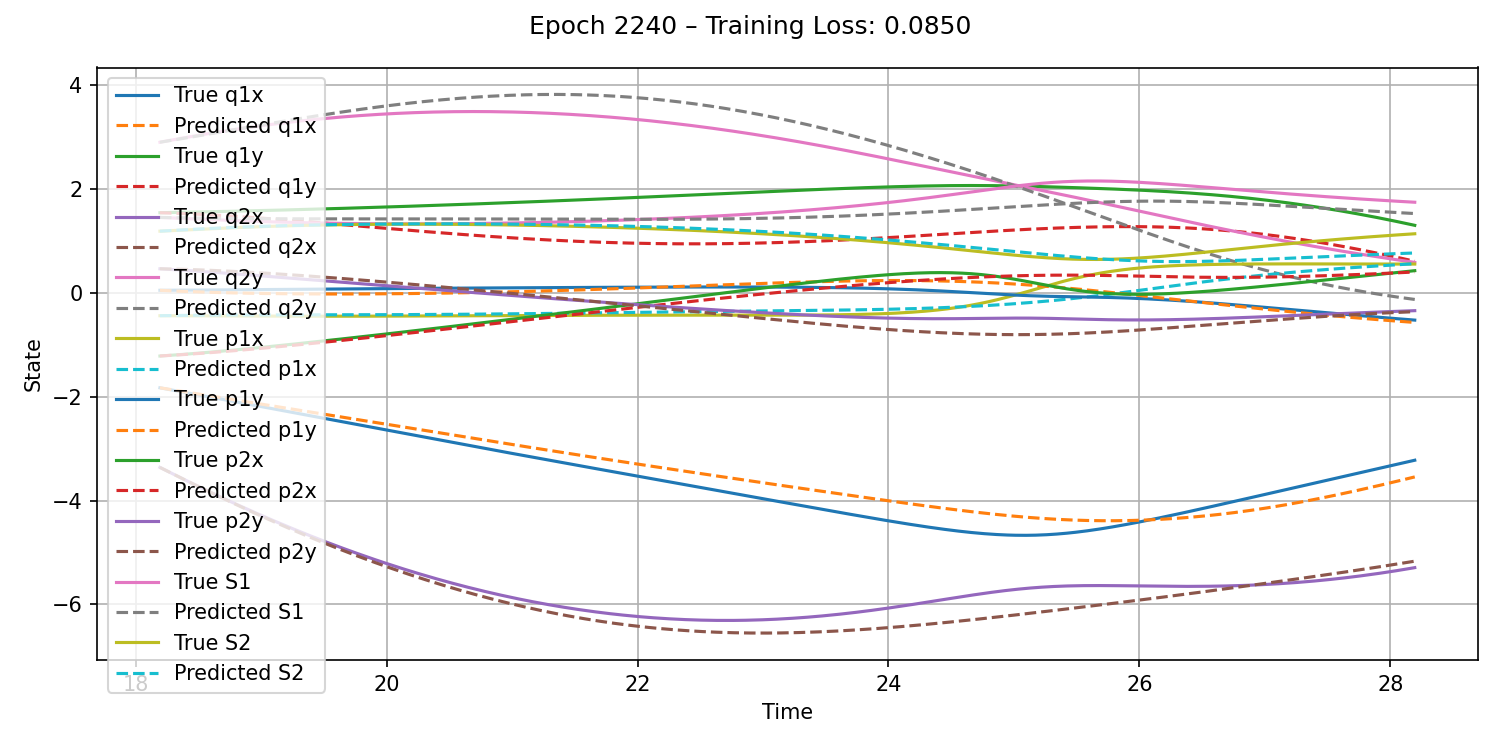 Epoch 2240 – Training Loss: 0.0850
4
2
0
−2
−4
−6
State
True q1x
Predicted q1x
True q1y
Predicted q1y
True q2x
Predicted q2x
True q2y
Predicted q2y
True p1x
Predicted p1x
True p1y
Predicted p1y
True p2x
Predicted p2x
True p2y
Predicted p2y
True S1
Predicted S1
True S2
Predicted S2
18 20 22 24 26 28
Time